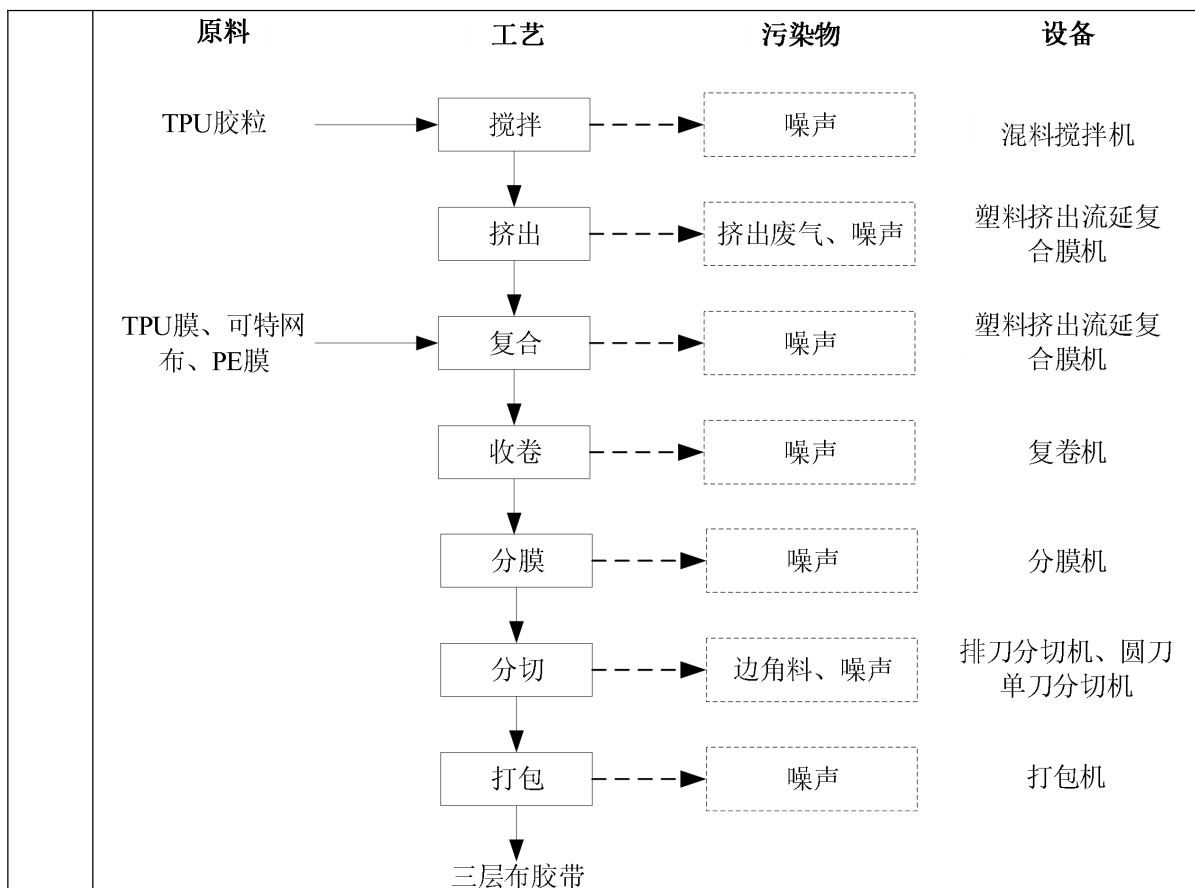 原料 工艺 污染物 设备
TPU胶粒 搅拌 噪声 混料搅拌机
挤出 挤出废气、噪声 塑料挤出流延复
合膜机
TPU膜、可特网
布、PE膜
复合 噪声 塑料挤出流延复
合膜机
收卷 噪声 复卷机
分膜 噪声 分膜机
分切 边角料、噪声 排刀分切机、圆刀
单刀分切机
打包 噪声 打包机
三层布胶带